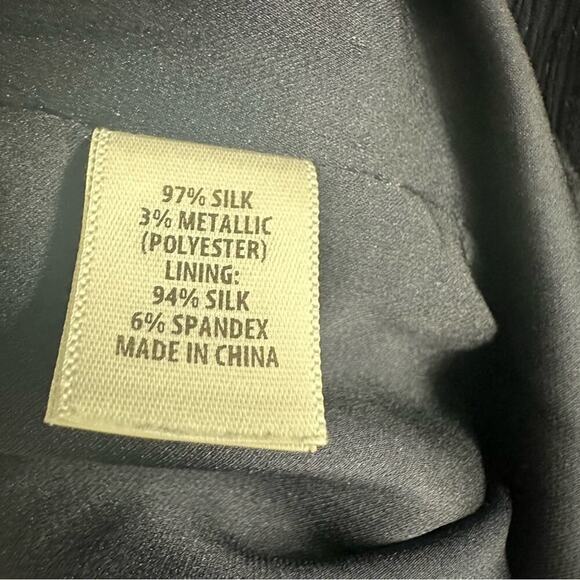 97% SILK
3% METALLIC
(POLYESTER)
LINING:
94% SILK
6% SPANDEX
MADE IN CHINA